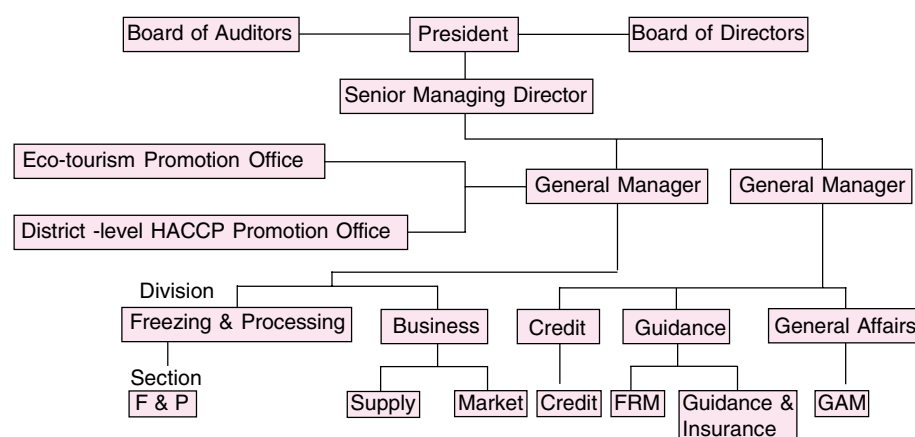 Board of Auditors
President
Board of Directors
Senior Managing Director
Eco-tourism Promotion Office
General Manager
General Manager
District -level HACCP Promotion Office
Division
Freezing & Processing
Business
Credit
Guidance
General Affairs
Section
F & P
Supply
Market
Credit
FRM
Guidance &
Insurance
GAM